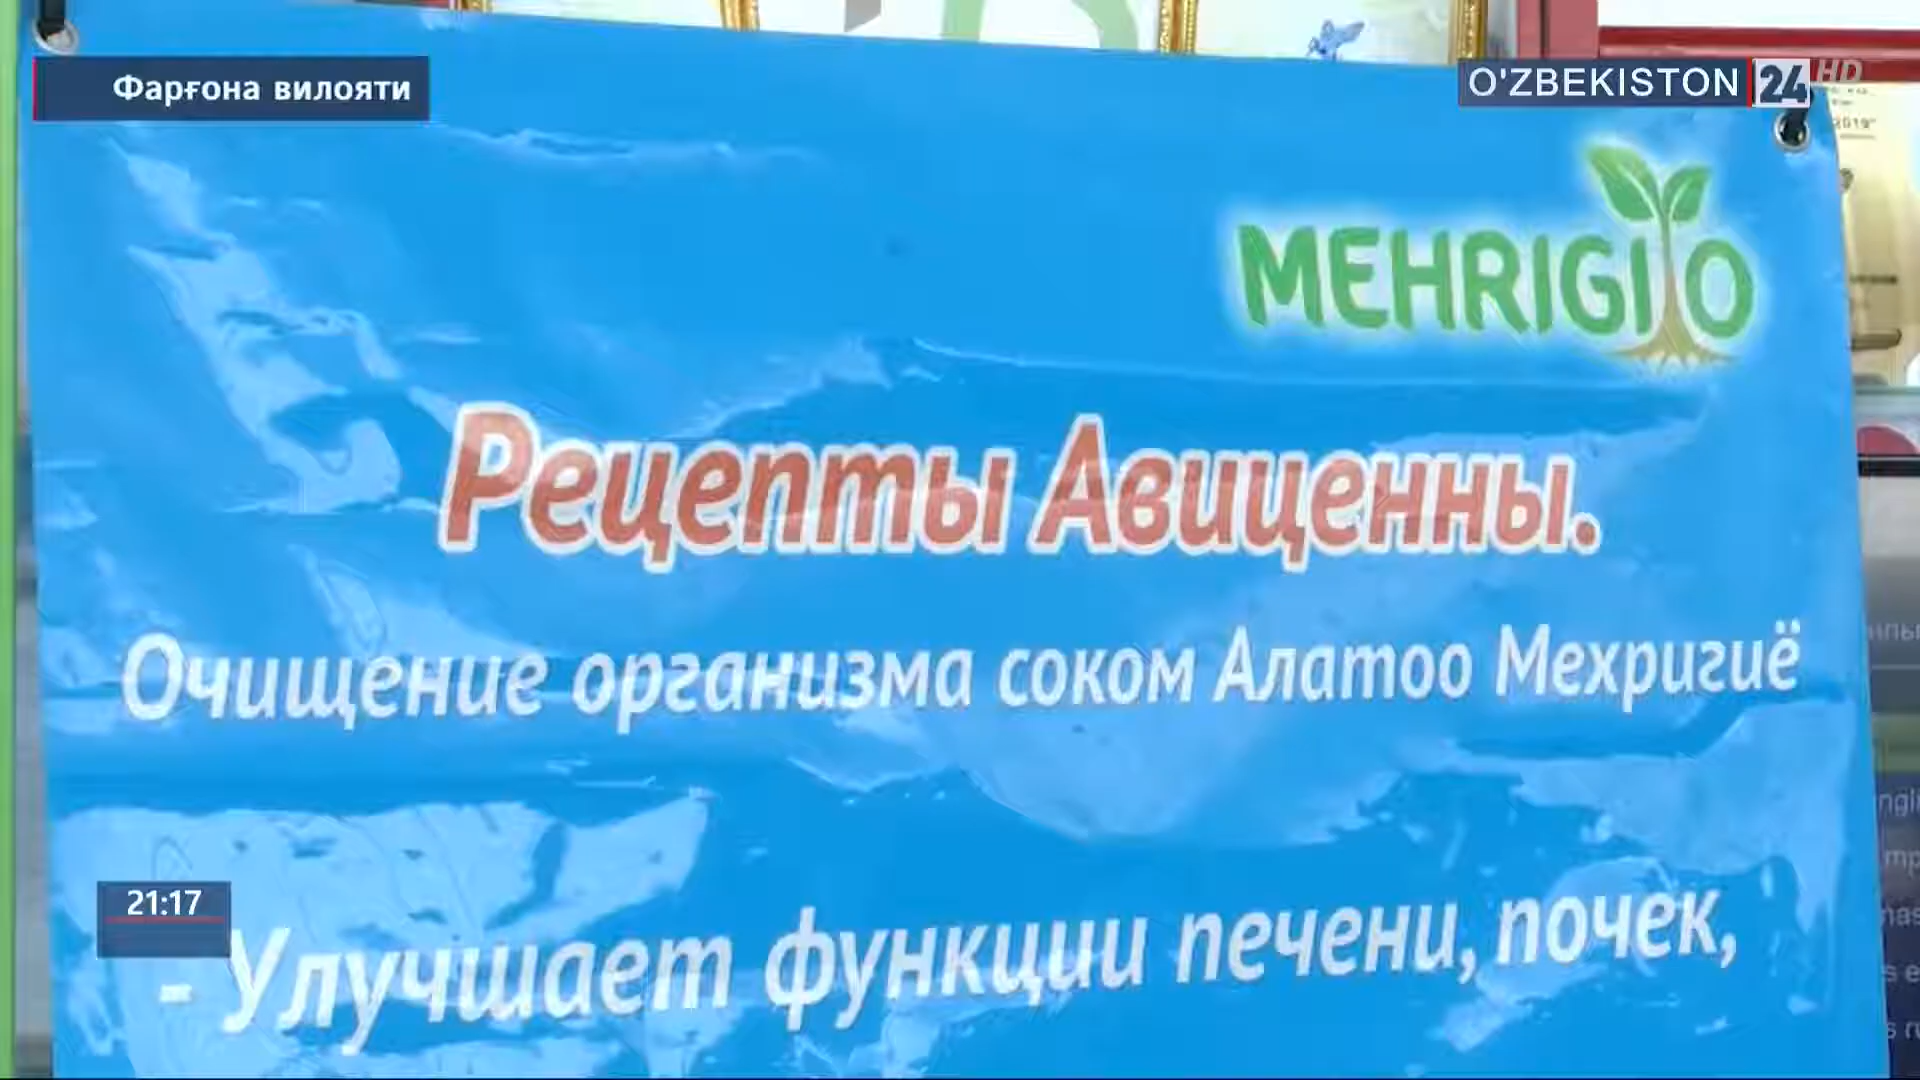 Фарғона вилояти
O'ZBEKISTON 24 HD
2019"
MEHRIGIYO
Рецепты Авиценны.
Очищение организма соком Алатоо Мехригиё
21:17
- Улучшает функции печени, почек,